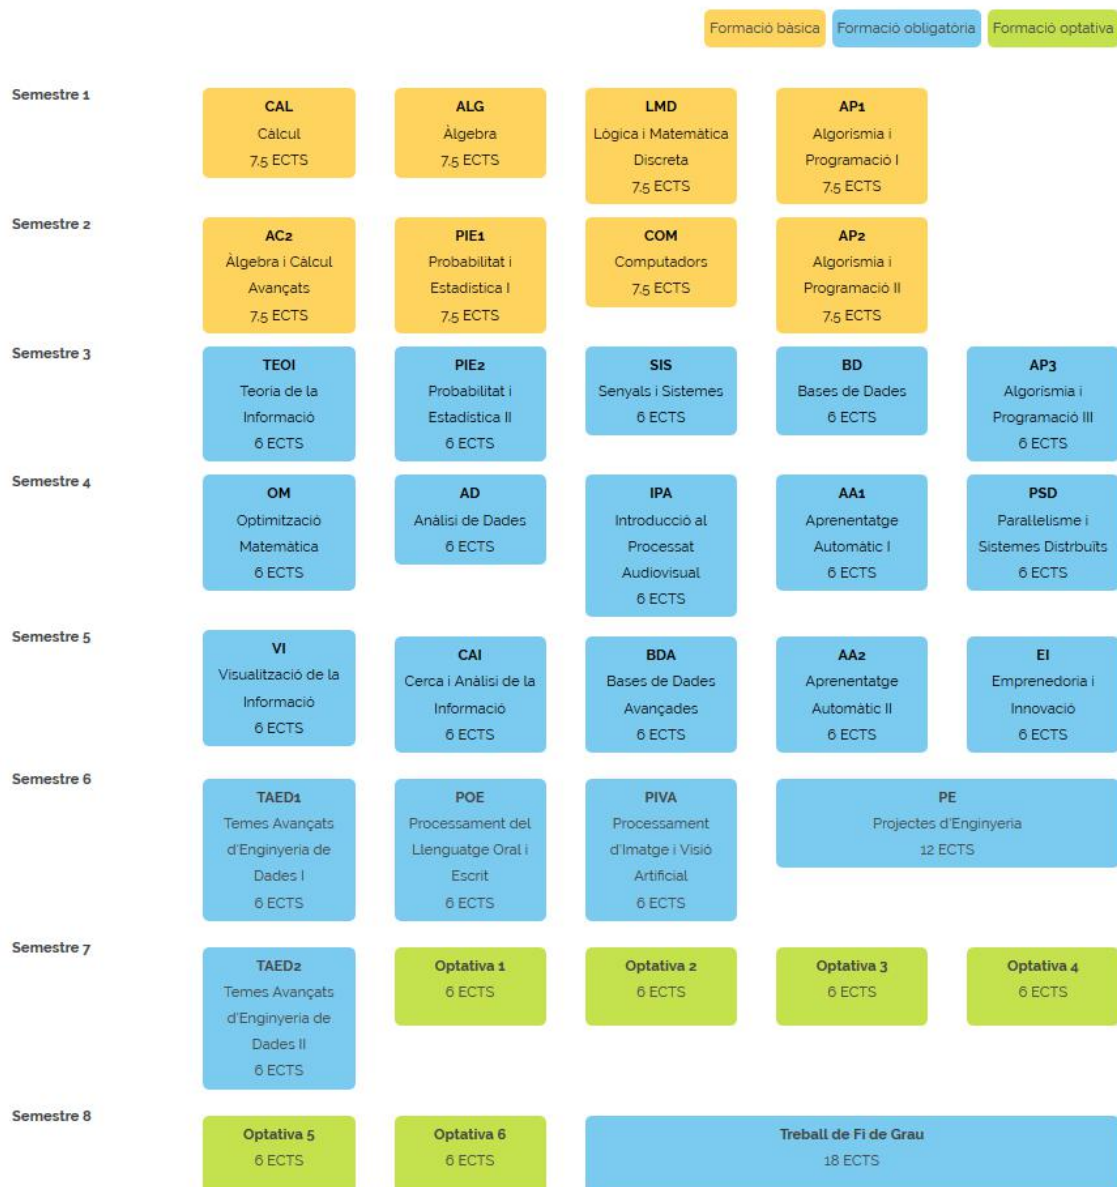 Formació bàsica
Formació obligatória
Formació optativa
Semestre 1
CAL
Càlcul
7,5 ECTS
ALG
Àlgebra
7,5 ECTS
LMD
Lògica i Matemàtica
Discreta
7,5 ECTS
AP1
Algorísmia i
Programació I
7,5 ECTS
Semestre 2
AC2
Àlgebra i Càlcul
Avançats
7,5 ECTS
PIE1
Probabilitat i
Estadística I
7,5 ECTS
COM
Computadors
7,5 ECTS
AP2
Algorísmia i
Programació II
7,5 ECTS
Semestre 3
TEOI
Teoria de la
Informació
6 ECTS
PIE2
Probabilitat i
Estadística II
6 ECTS
SIS
Senyals i Sistemes
6 ECTS
BD
Bases de Dades
6 ECTS
AP3
Algorísmia i
Programació III
6 ECTS
Semestre 4
OM
Optimització
Matemàtica
6 ECTS
AD
Anàlisi de Dades
6 ECTS
IPA
Introducció al
Processat
Audiovisual
6 ECTS
AA1
Aprenentatge
Automàtic I
6 ECTS
PSD
Paral·lelisme i
Sistemes Distrbuïts
6 ECTS
Semestre 5
VI
Visualització de la
Informació
6 ECTS
CAI
Cerca i Anàlisi de la
Informació
6 ECTS
BDA
Bases de Dades
Avançades
6 ECTS
AA2
Aprenentatge
Automàtic II
6 ECTS
EI
Emprenedoria i
Innovació
6 ECTS
Semestre 6
TAED1
Temes Avançats
d'Enginyeria de
Dades I
6 ECTS
POE
Processament del
Llenguatge Oral i
Escrit
6 ECTS
PIVA
Processament
d'Imatge i Visió
Artificial
6 ECTS
PE
Projectes d'Enginyeria
12 ECTS
Semestre 7
TAED2
Temes Avançats
d'Enginyeria de
Dades II
6 ECTS
Optativa 1
6 ECTS
Optativa 2
6 ECTS
Optativa 3
6 ECTS
Optativa 4
6 ECTS
Semestre 8
Optativa 5
6 ECTS
Optativa 6
6 ECTS
Treball de Fi de Grau
18 ECTS